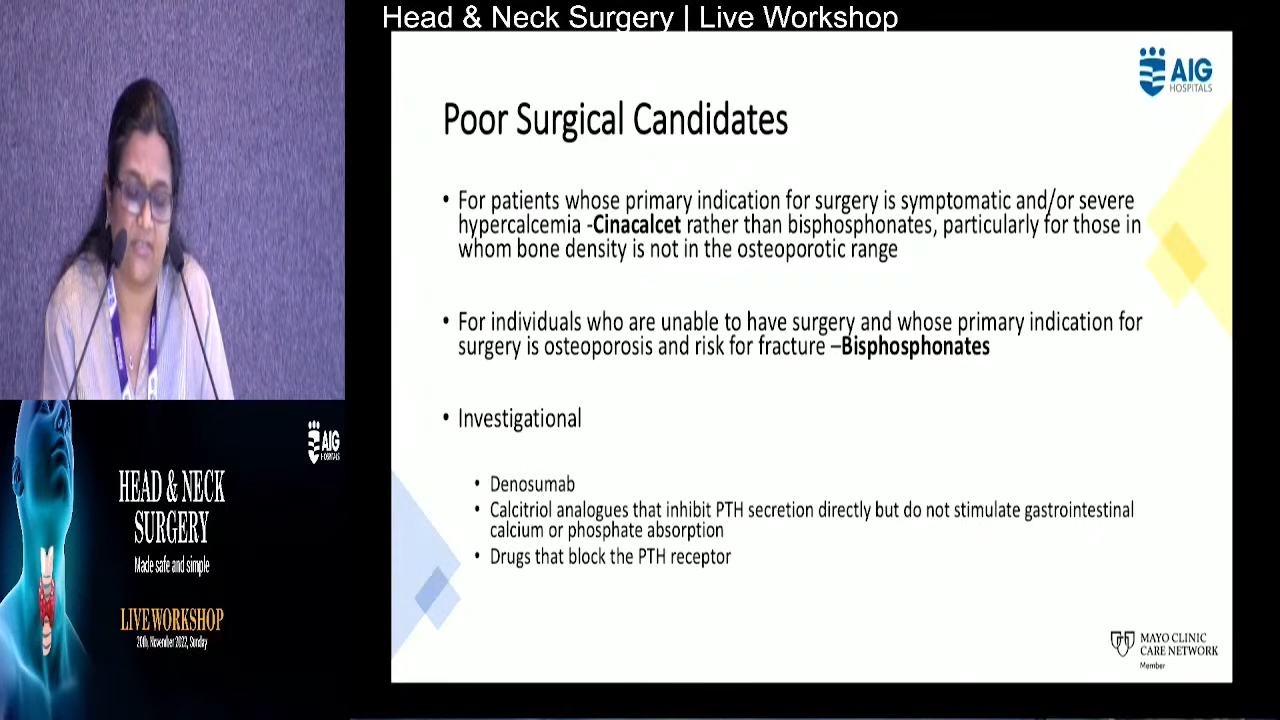 Head & Neck Surgery | Live Workshop
AIG
HOSPITALS
Poor Surgical Candidates
• For patients whose primary indication for surgery is symptomatic and/or severe
hypercalcemia -Cinacalcet rather than bisphosphonates, particularly for those in
whom bone density is not in the osteoporotic range
• For individuals who are unable to have surgery and whose primary indication for
surgery is osteoporosis and risk for fracture –Bisphosphonates
• Investigational
• Denosumab
• Calcitriol analogues that inhibit PTH secretion directly but do not stimulate gastrointestinal
calcium or phosphate absorption
• Drugs that block the PTH receptor
MAYO CLINIC
CARE NETWORK
Member
AIG
HOSPITALS
HEAD & NECK
SURGERY
Made safe and simple
LIVE WORKSHOP
20th, November 2022, Sunday